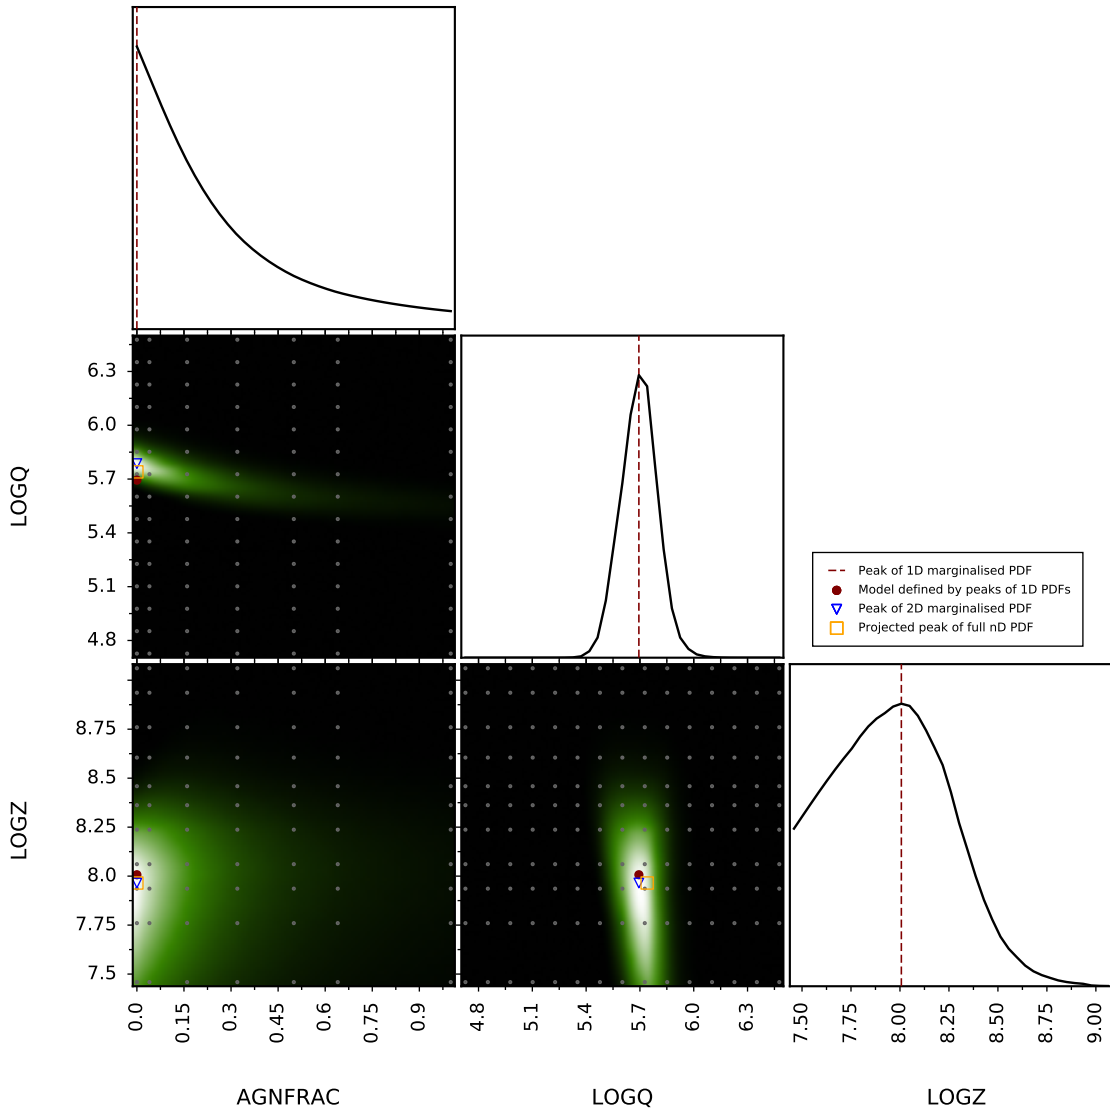 6.3
6.0
5.7
5.4
5.1
4.8
LOGQ
Peak of 1D marginalised PDF
Model defined by peaks of 1D PDFs
Peak of 2D marginalised PDF
Projected peak of full nD PDF
8.75
8.5
8.25
8.0
7.75
7.5
LOGZ
0.0 0.15 0.3 0.45 0.6 0.75 0.9
4.8 5.1 5.4 5.7 6.0 6.3
7.50 7.75 8.00 8.25 8.50 8.75 9.00
AGNFRAC LOGQ LOGZ